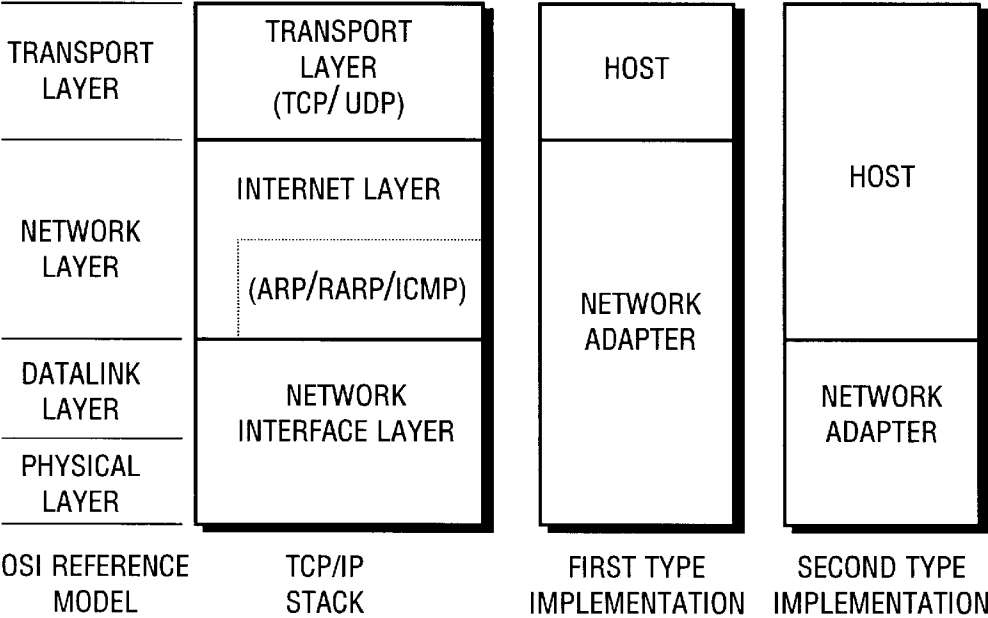 TRANSPORT
LAYER
NETWORK
LAYER
DATALINK
LAYER
PHYSICAL
LAYER
OSI REFERENCE
MODEL
TRANSPORT
LAYER
(TCP/ UDP)
INTERNET LAYER
(ARP/RARP/ICMP)
NETWORK
INTERFACE LAYER
TCP/IP
STACK
HOST
NETWORK
ADAPTER
FIRST TYPE
IMPLEMENTATION
HOST
NETWORK
ADAPTER
SECOND TYPE
IMPLEMENTATION